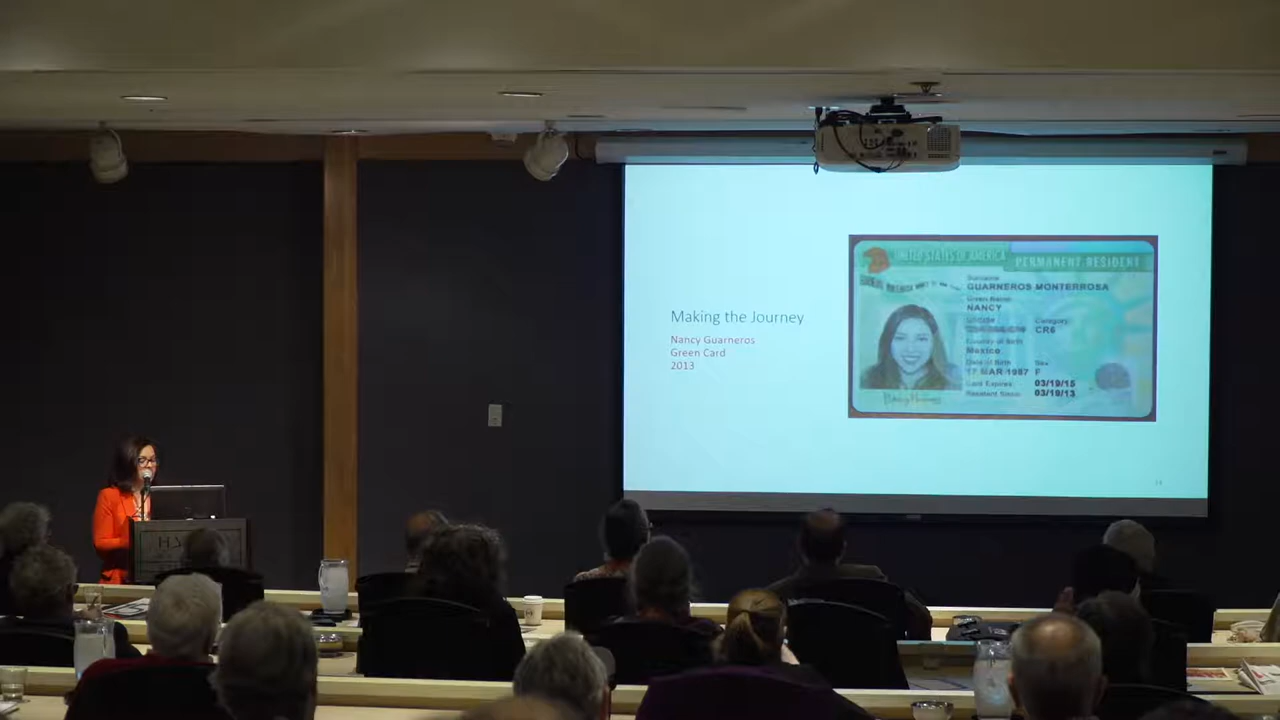 Making the Journey
Nancy Guarneros
Green Card
2013
UNITED STATES OF AMERICA
PERMANENT RESIDENT
Surname
GUARNEROS MONTERROSA
Given Name
NANCY
Category
CR6
Country of Birth
Mexico
Date of Birth Sex
17 MAR 1987 F
Card Expires: 03/19/15
Resident Since: 03/19/13